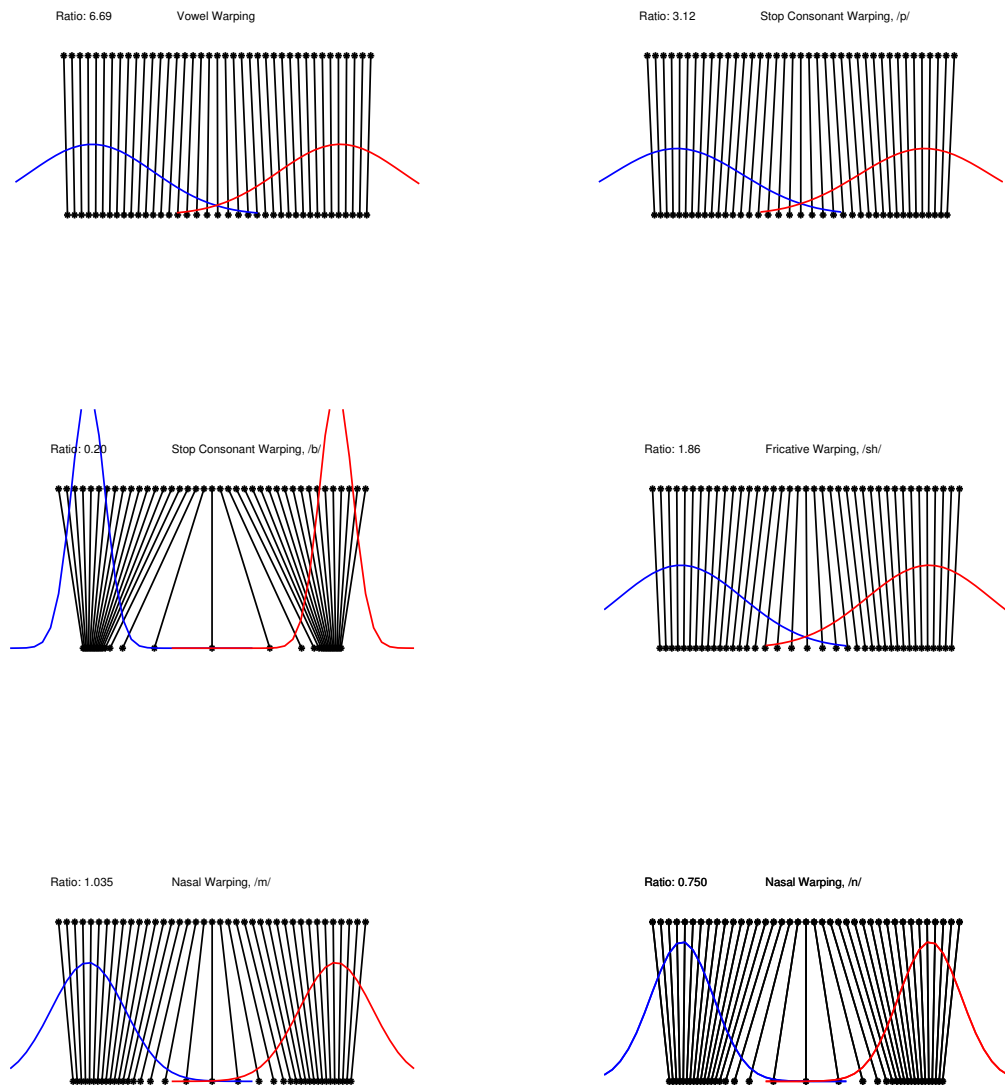 Ratio: 6.69 Vowel Warping
Ratio: 3.12 Stop Consonant Warping, /p/
Ratio: 0.20 Stop Consonant Warping, /b/
Ratio: 1.86 Fricative Warping, /sh/
Ratio: 1.035 Nasal Warping, /m/
Ratio: 0.750 Nasal Warping, /n/